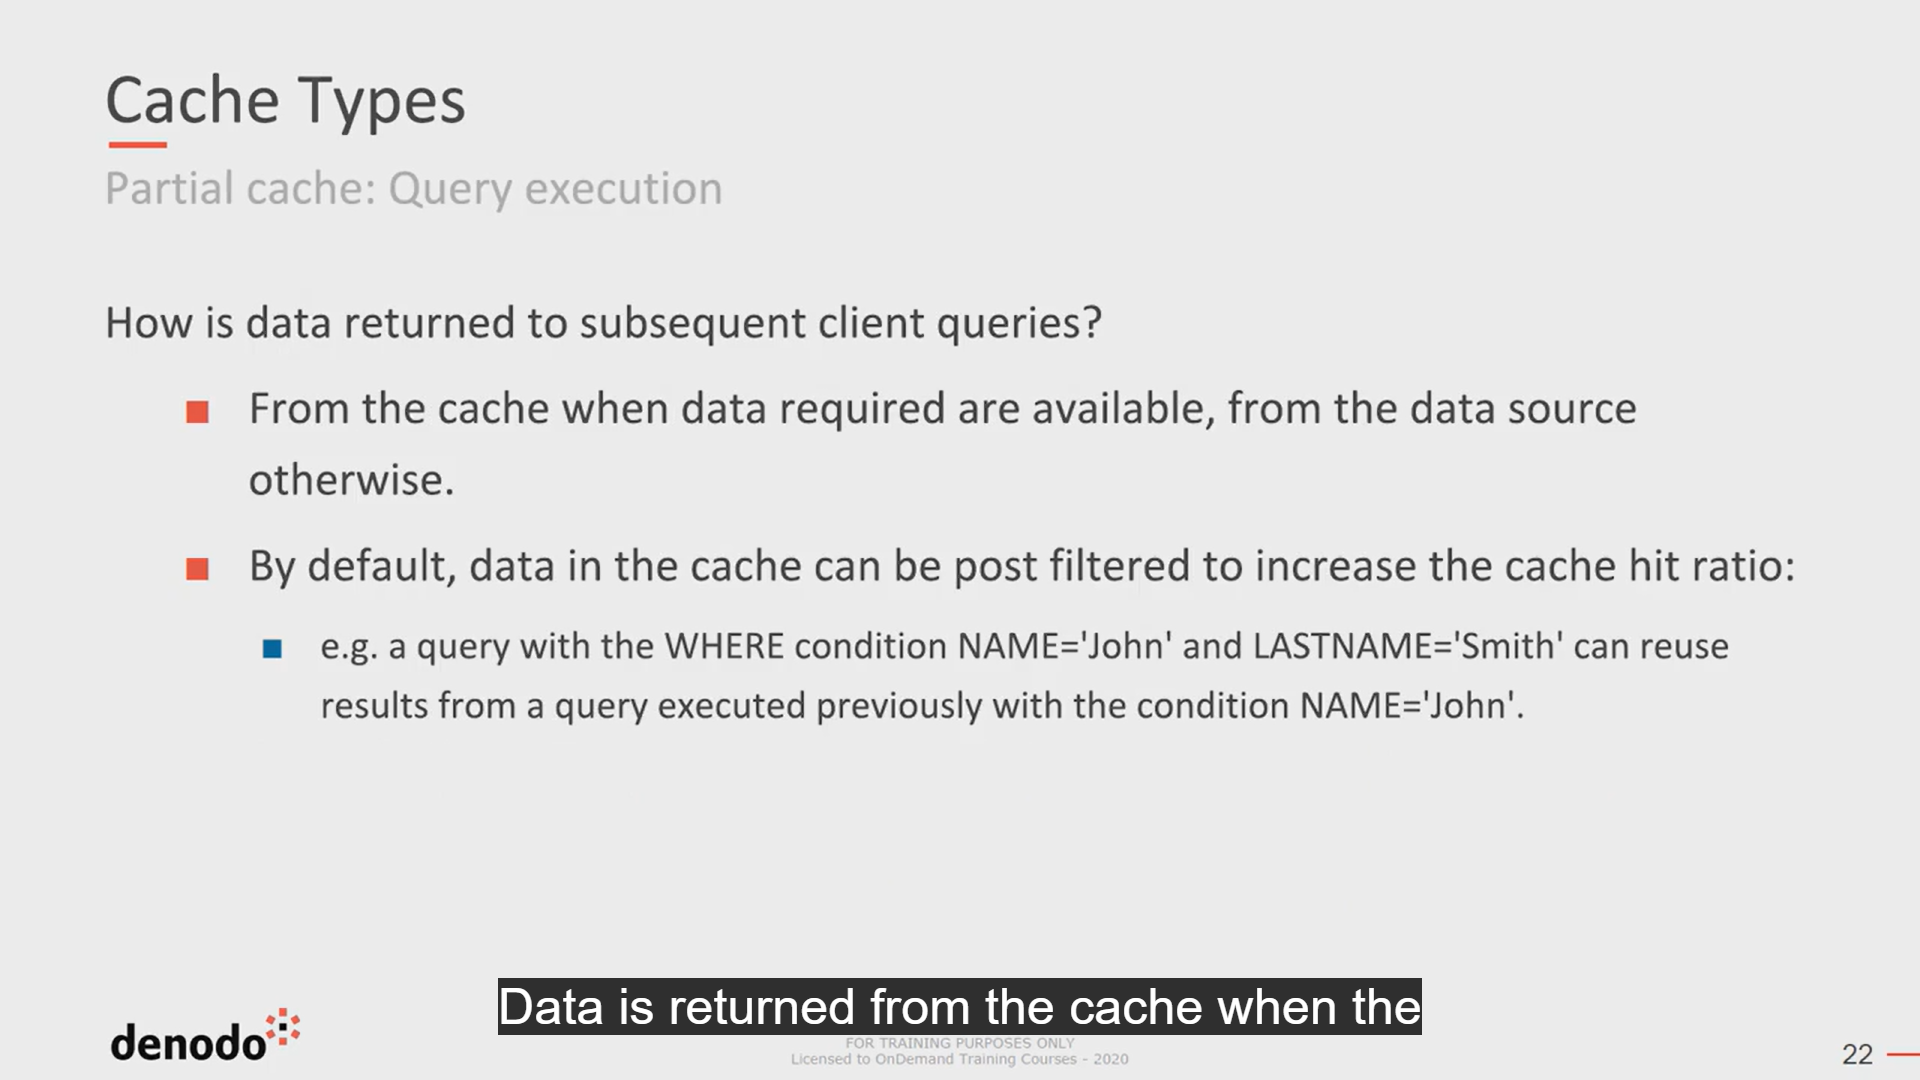 Cache Types
Partial cache: Query execution
How is data returned to subsequent client queries?
From the cache when data required are available, from the data source
otherwise.
By default, data in the cache can be post filtered to increase the cache hit ratio:
e.g. a query with the WHERE condition NAME='John' and LASTNAME='Smith' can reuse
results from a query executed previously with the condition NAME='John'.
Data is returned from the cache when the
denodo
FOR TRAINING PURPOSES ONLY
Licensed to OnDemand Training Courses - 2020
22